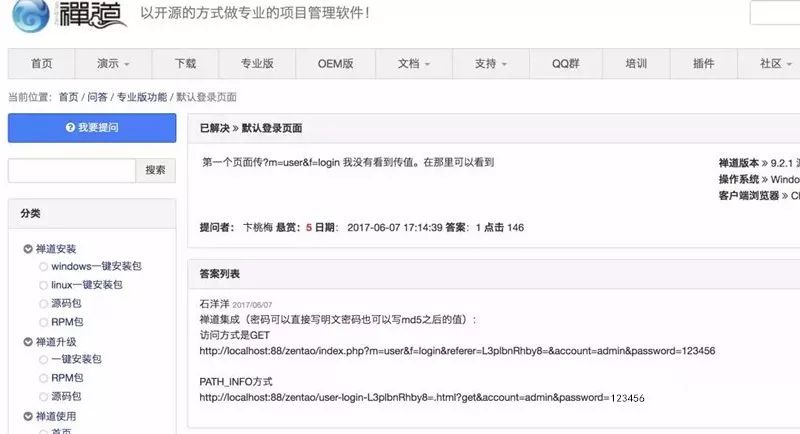 禅道
以开源的方式做专业的项目管理软件！
首页 演示 下载 专业版 OEM版 文档 支持 QQ群 培训 插件 社区
当前位置： 首页 / 问答 / 专业版功能 / 默认登录页面
我要提问
搜索
分类
禅道安装
windows一键安装包
linux一键安装包
源码包
RPM包
禅道升级
一键安装包
RPM包
源码包
禅道使用
首页
已解决 » 默认登录页面
第一个页面传?m=user&f=login 我没有看到传值。在那里可以看到
禅道版本 » 9.2.1
操作系统 » Windo
客户端浏览器 » C
提问者： 卞桃梅 悬赏：5 日期： 2017-06-07 17:14:39 答案：1 点击 146
答案列表
石洋洋 2017/06/07
禅道集成（密码可以直接写明文密码也可以写md5之后的值）：
访问方式是GET
http://localhost:88/zentao/index.php?m=user&f=login&referer=L3plbnRhby8=&account=admin&password=123456
PATH_INFO方式
http://localhost:88/zentao/user-login-L3plbnRhby8=.html?get&account=admin&password=123456